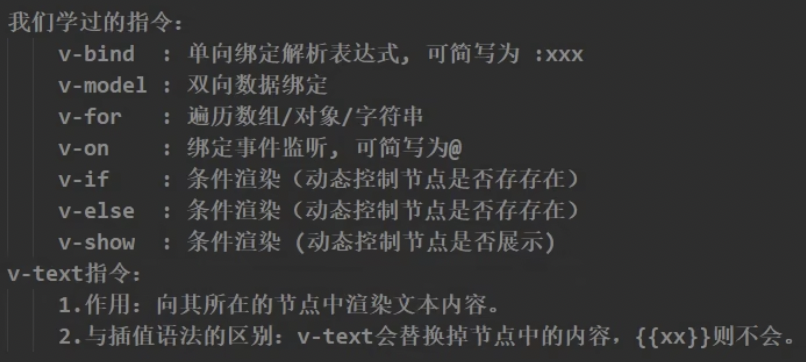 我们学过的指令：
v-bind : 单向绑定解析表达式, 可简写为 :xxx
v-model : 双向数据绑定
v-for : 遍历数组/对象/字符串
v-on : 绑定事件监听, 可简写为@
v-if : 条件渲染（动态控制节点是否存存在）
v-else : 条件渲染（动态控制节点是否存存在）
v-show : 条件渲染 (动态控制节点是否展示)
v-text指令：
1.作用：向其所在的节点中渲染文本内容。
2.与插值语法的区别：v-text会替换掉节点中的内容，{{xx}}则不会。